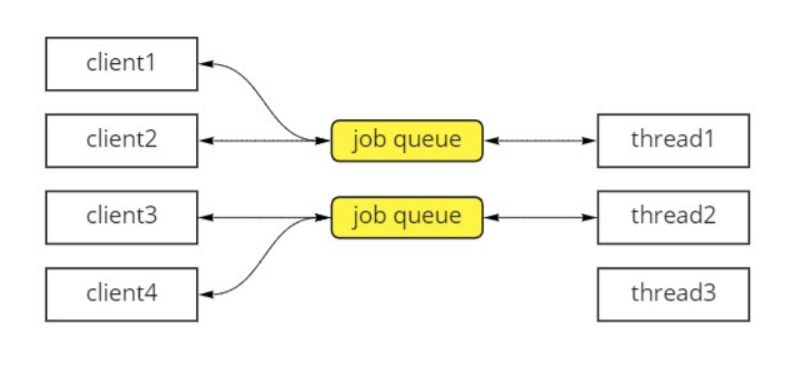 client1
client2
job queue
thread1
client3
job queue
thread2
client4
thread3